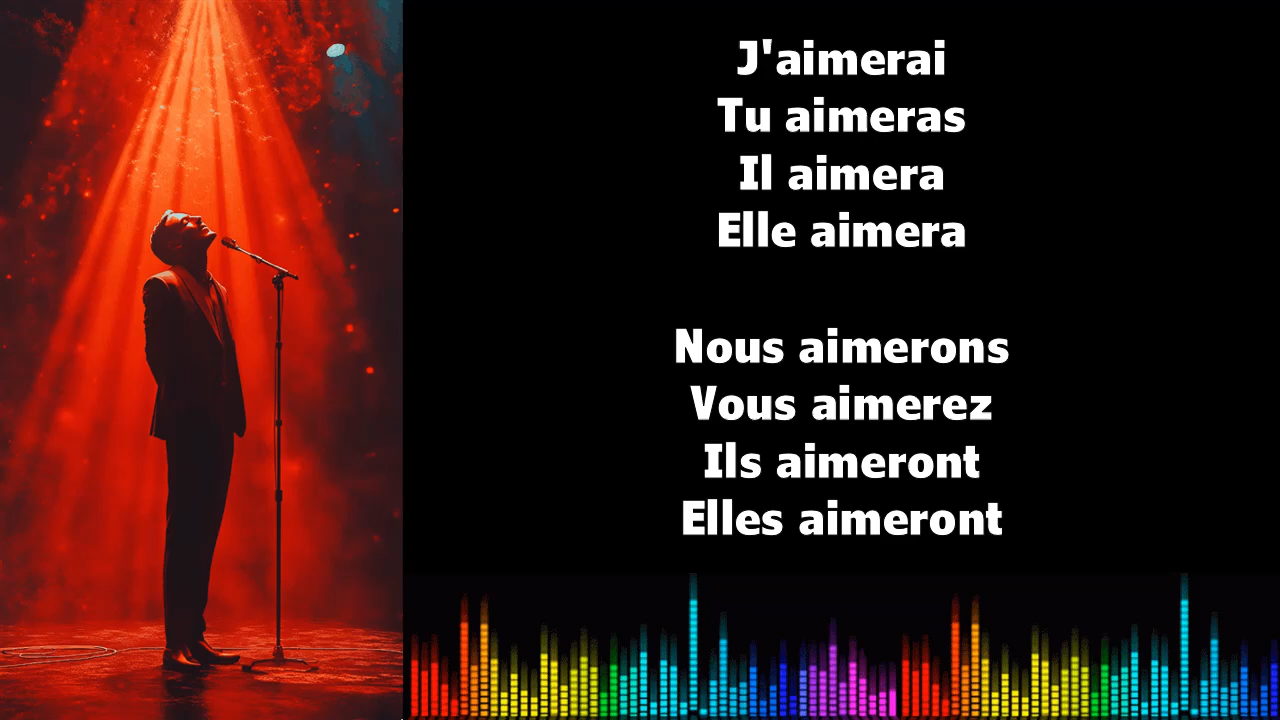 J'aimerai
Tu aimeras
Il aimera
Elle aimera
Nous aimerons
Vous aimerez
Ils aimeront
Elles aimeront